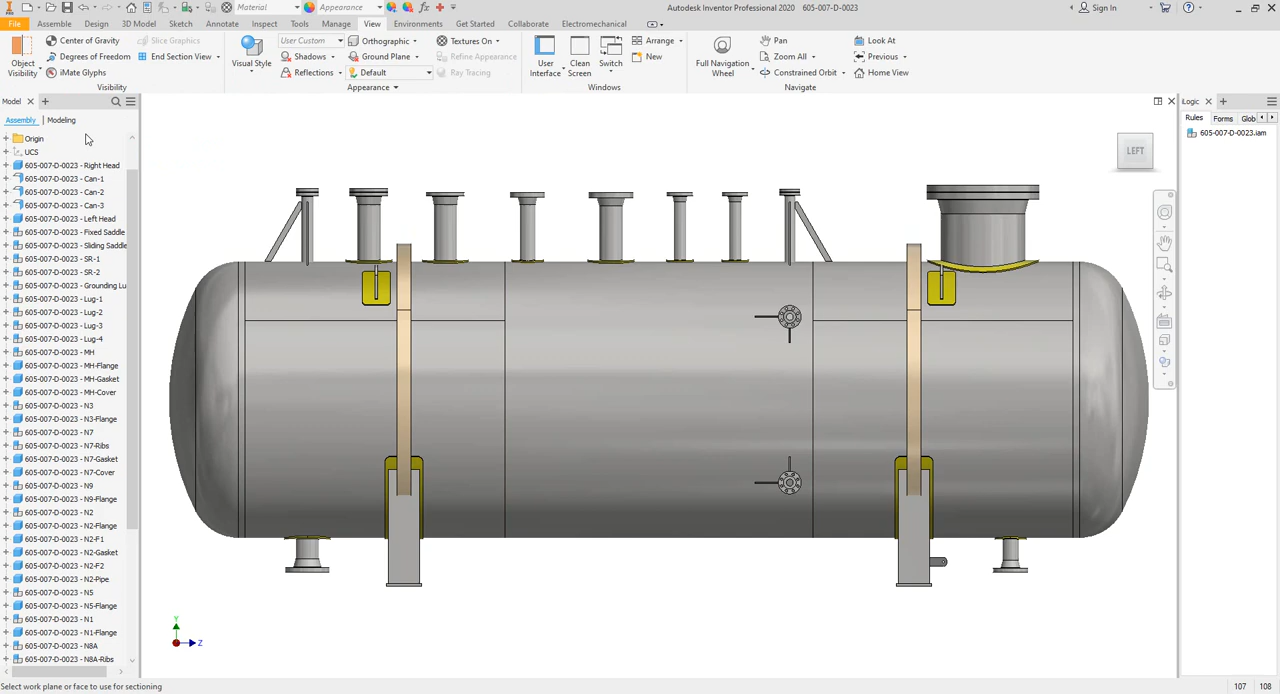 Material
Appearance
Autodesk Inventor Professional 2020 605-007-D-0023
Sign In
File
Assemble
Design
3D Model
Sketch
Annotate
Inspect
Tools
Manage
View
Environments
Get Started
Collaborate
Electromechanical
Object Visibility
Center of Gravity
Degrees of Freedom
iMate Glyphs
Slice Graphics
End Section View
Visibility
Visual Style
User Custom
Shadows
Reflections
Orthographic
Ground Plane
Default
Textures On
Refine Appearance
Ray Tracing
Appearance
User Interface
Clean Screen
Switch
Arrange
New
Windows
Full Navigation Wheel
Pan
Zoom All
Constrained Orbit
Look At
Previous
Home View
Navigate
Model
Assembly
Modeling
Origin
UCS
605-007-D-0023 - Right Head
605-007-D-0023 - Can-1
605-007-D-0023 - Can-2
605-007-D-0023 - Can-3
605-007-D-0023 - Left Head
605-007-D-0023 - Fixed Saddle
605-007-D-0023 - Sliding Saddle
605-007-D-0023 - SR-1
605-007-D-0023 - SR-2
605-007-D-0023 - Grounding Lu
605-007-D-0023 - Lug-1
605-007-D-0023 - Lug-2
605-007-D-0023 - Lug-3
605-007-D-0023 - Lug-4
605-007-D-0023 - MH
605-007-D-0023 - MH-Flange
605-007-D-0023 - MH-Gasket
605-007-D-0023 - MH-Cover
605-007-D-0023 - N3
605-007-D-0023 - N3-Flange
605-007-D-0023 - N7
605-007-D-0023 - N7-Ribs
605-007-D-0023 - N7-Gasket
605-007-D-0023 - N7-Cover
605-007-D-0023 - N9
605-007-D-0023 - N9-Flange
605-007-D-0023 - N2
605-007-D-0023 - N2-Flange
605-007-D-0023 - N2-F1
605-007-D-0023 - N2-Gasket
605-007-D-0023 - N2-F2
605-007-D-0023 - N2-Pipe
605-007-D-0023 - N5
605-007-D-0023 - N5-Flange
605-007-D-0023 - N1
605-007-D-0023 - N1-Flange
605-007-D-0023 - N8A
605-007-D-0023 - N8A-Ribs
LEFT
Y
Z
iLogic
Rules
Forms
Glob
605-007-D-0023.iam
Select work plane or face to use for sectioning
107
108